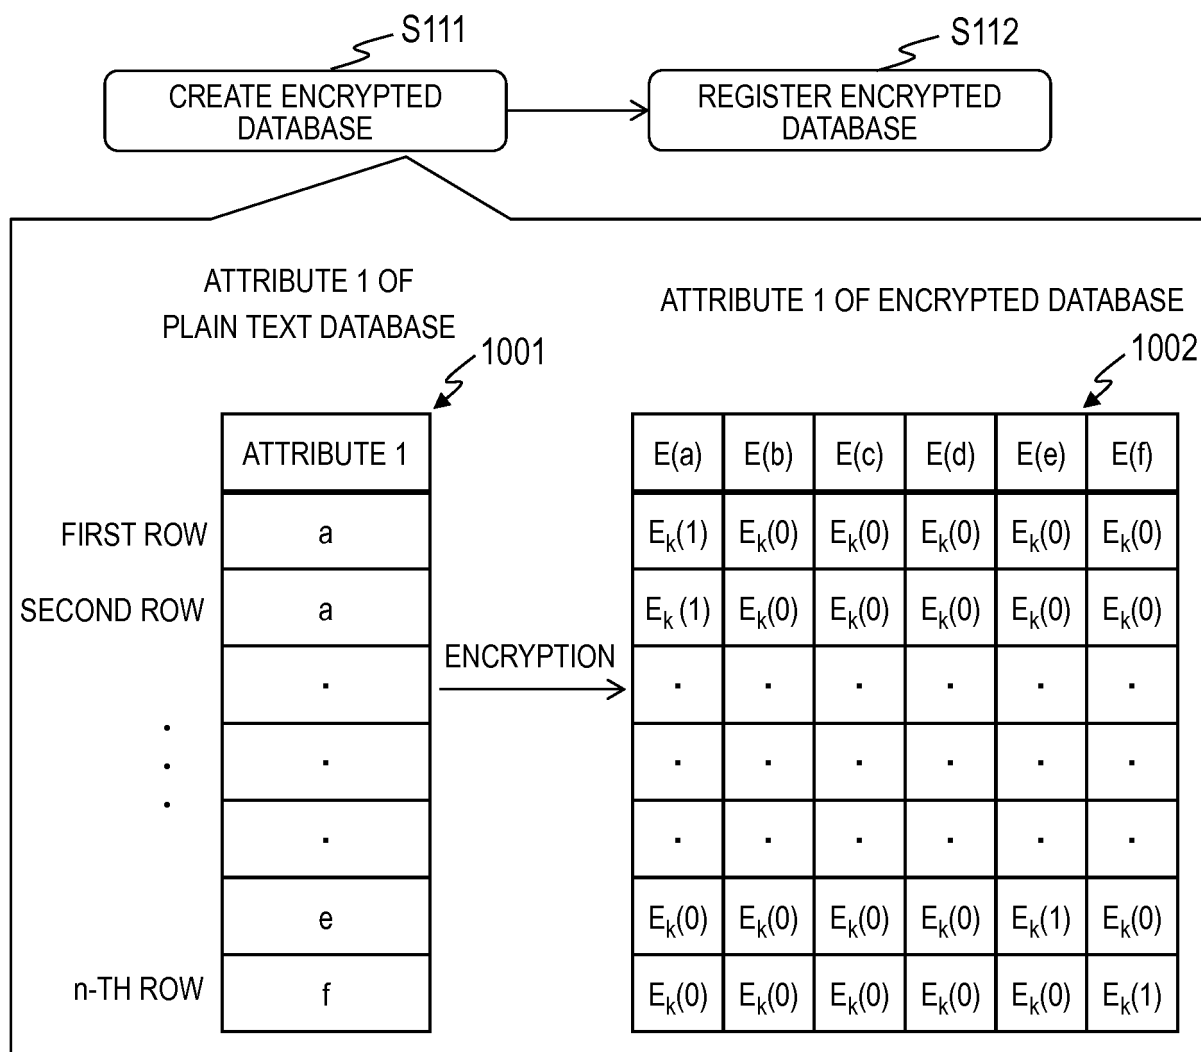 S111
S112
CREATE ENCRYPTED
DATABASE
REGISTER ENCRYPTED
DATABASE
ATTRIBUTE 1 OF
PLAIN TEXT DATABASE
ATTRIBUTE 1 OF ENCRYPTED DATABASE
1001
1002
ATTRIBUTE 1
E(a) E(b) E(c) E(d) E(e) E(f)
FIRST ROW a Eₖ(1) Eₖ(0) Eₖ(0) Eₖ(0) Eₖ(0) Eₖ(0)
SECOND ROW a Eₖ(1) Eₖ(0) Eₖ(0) Eₖ(0) Eₖ(0) Eₖ(0)
ENCRYPTION
e Eₖ(0) Eₖ(0) Eₖ(0) Eₖ(0) Eₖ(1) Eₖ(0)
n-TH ROW f Eₖ(0) Eₖ(0) Eₖ(0) Eₖ(0) Eₖ(0) Eₖ(1)